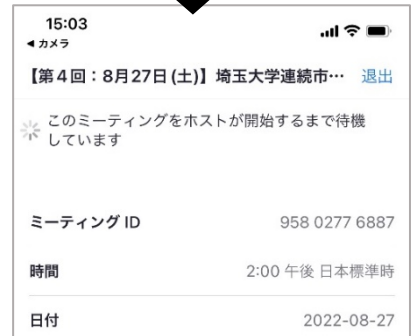 15:03
◀ カメラ
【第4回：8月27日(土)】埼玉大学連続市… 退出
このミーティングをホストが開始するまで待機
しています
ミーティング ID 958 0277 6887
時間 2:00 午後 日本標準時
日付 2022-08-27